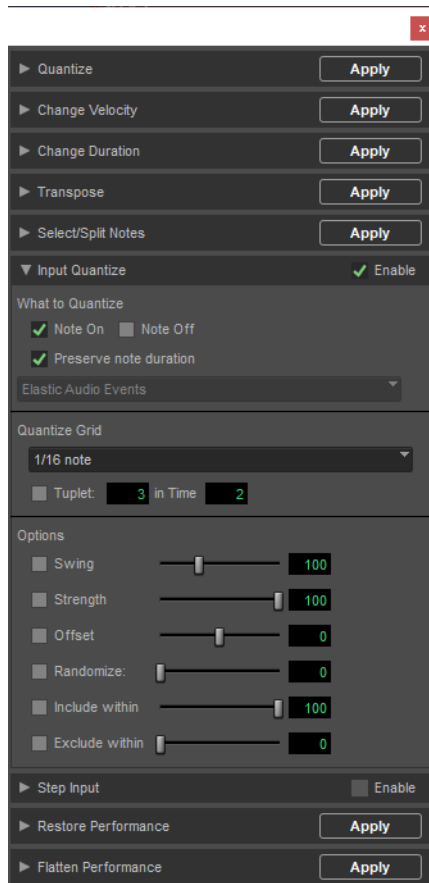 x
Quantize Apply
Change Velocity Apply
Change Duration Apply
Transpose Apply
Select/Split Notes Apply
Input Quantize Enable
What to Quantize
Note On Note Off
Preserve note duration
Elastic Audio Events
Quantize Grid
1/16 note
Tuplet: 3 in Time 2
Options
Swing 100
Strength 100
Offset 0
Randomize: 0
Include within 100
Exclude within 0
Step Input Enable
Restore Performance Apply
Flatten Performance Apply